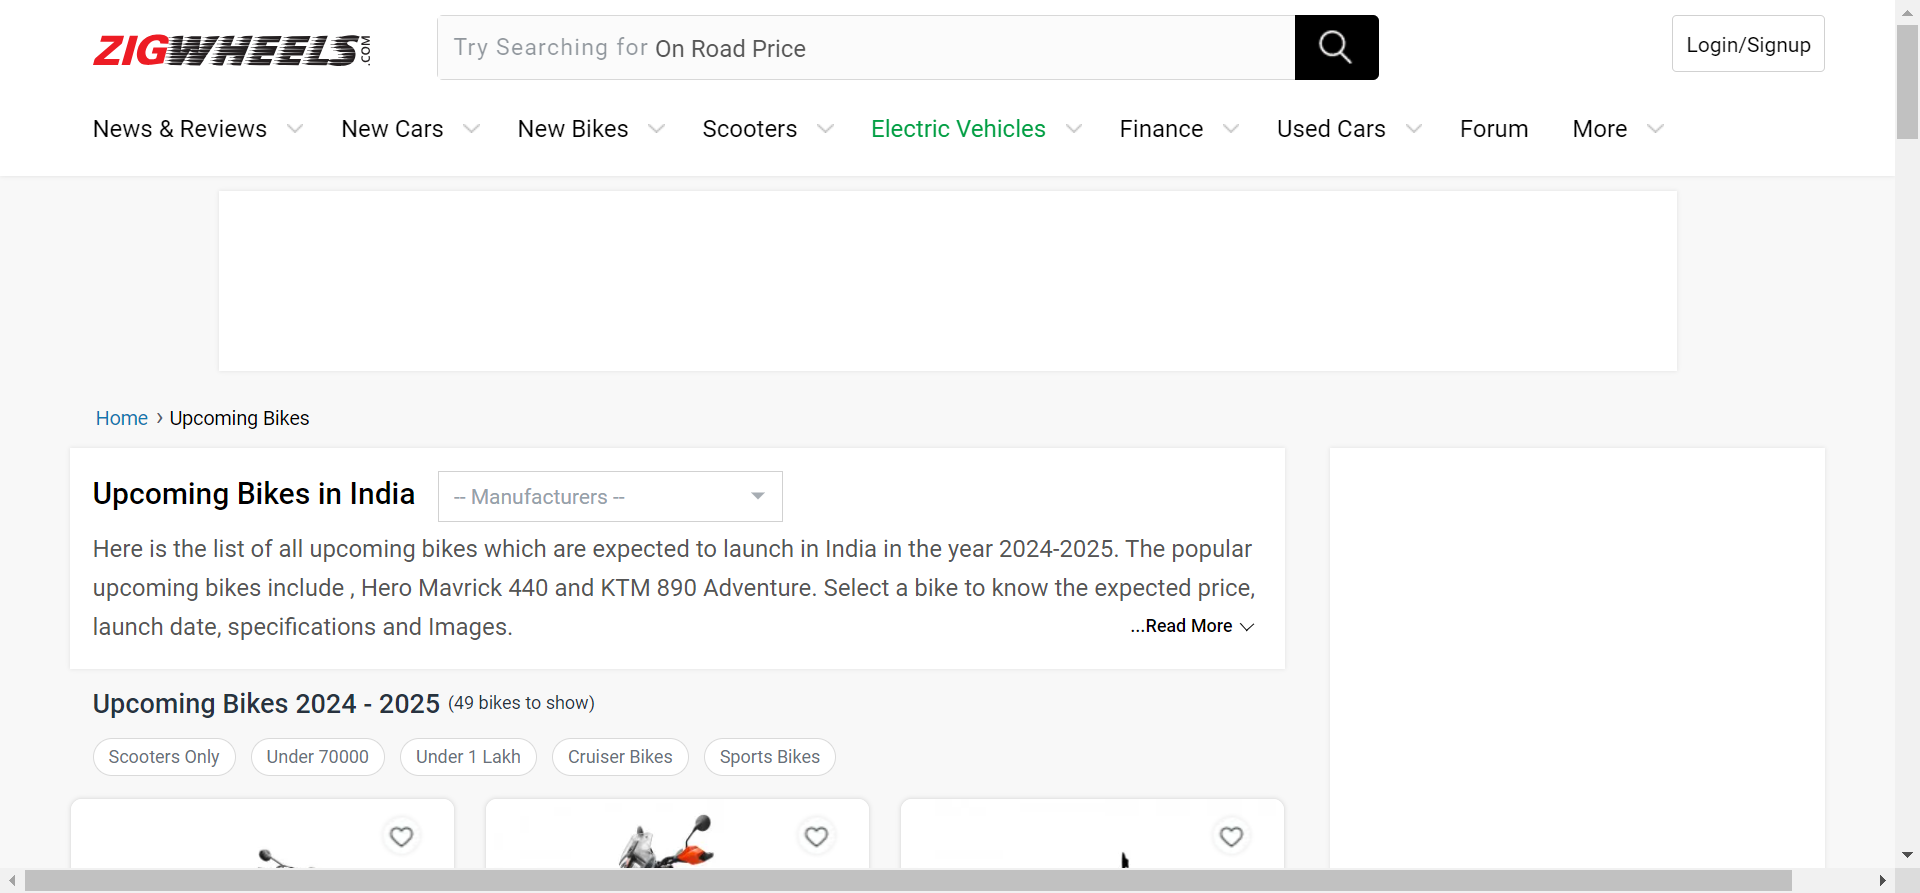 ZIGWHEELS.COM
Try Searching for On Road Price
Login/Signup
News & Reviews New Cars New Bikes Scooters Electric Vehicles Finance Used Cars Forum More
Home › Upcoming Bikes
Upcoming Bikes in India
-- Manufacturers --
Here is the list of all upcoming bikes which are expected to launch in India in the year 2024-2025. The popular
upcoming bikes include , Hero Mavrick 440 and KTM 890 Adventure. Select a bike to know the expected price,
launch date, specifications and Images.
...Read More
Upcoming Bikes 2024 - 2025 (49 bikes to show)
Scooters Only Under 70000 Under 1 Lakh Cruiser Bikes Sports Bikes